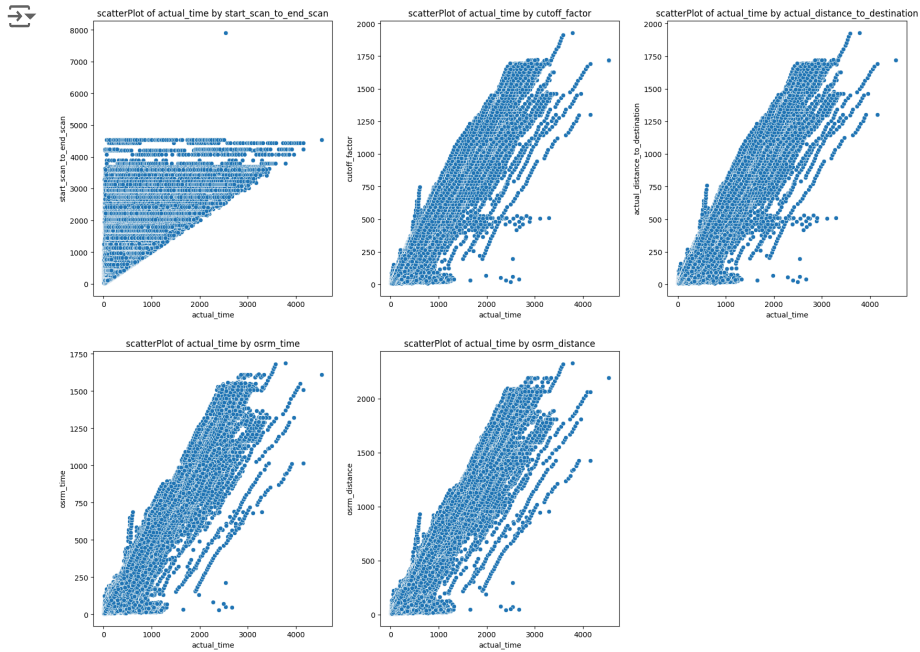 scatterPlot of actual_time by start_scan_to_end_scan
8000
7000
6000
5000
4000
3000
2000
1000
0
start_scan_to_end_scan
0 1000 2000 3000 4000
actual_time
scatterPlot of actual_time by cutoff_factor
2000
1750
1500
1250
1000
750
500
250
0
cutoff_factor
0 1000 2000 3000 4000
actual_time
scatterPlot of actual_time by actual_distance_to_destination
2000
1750
1500
1250
1000
750
500
250
0
actual_distance_to_destination
0 1000 2000 3000 4000
actual_time
scatterPlot of actual_time by osrm_time
1750
1500
1250
1000
750
500
250
0
osrm_time
0 1000 2000 3000 4000
actual_time
scatterPlot of actual_time by osrm_distance
2000
1500
1000
500
0
osrm_distance
0 1000 2000 3000 4000
actual_time